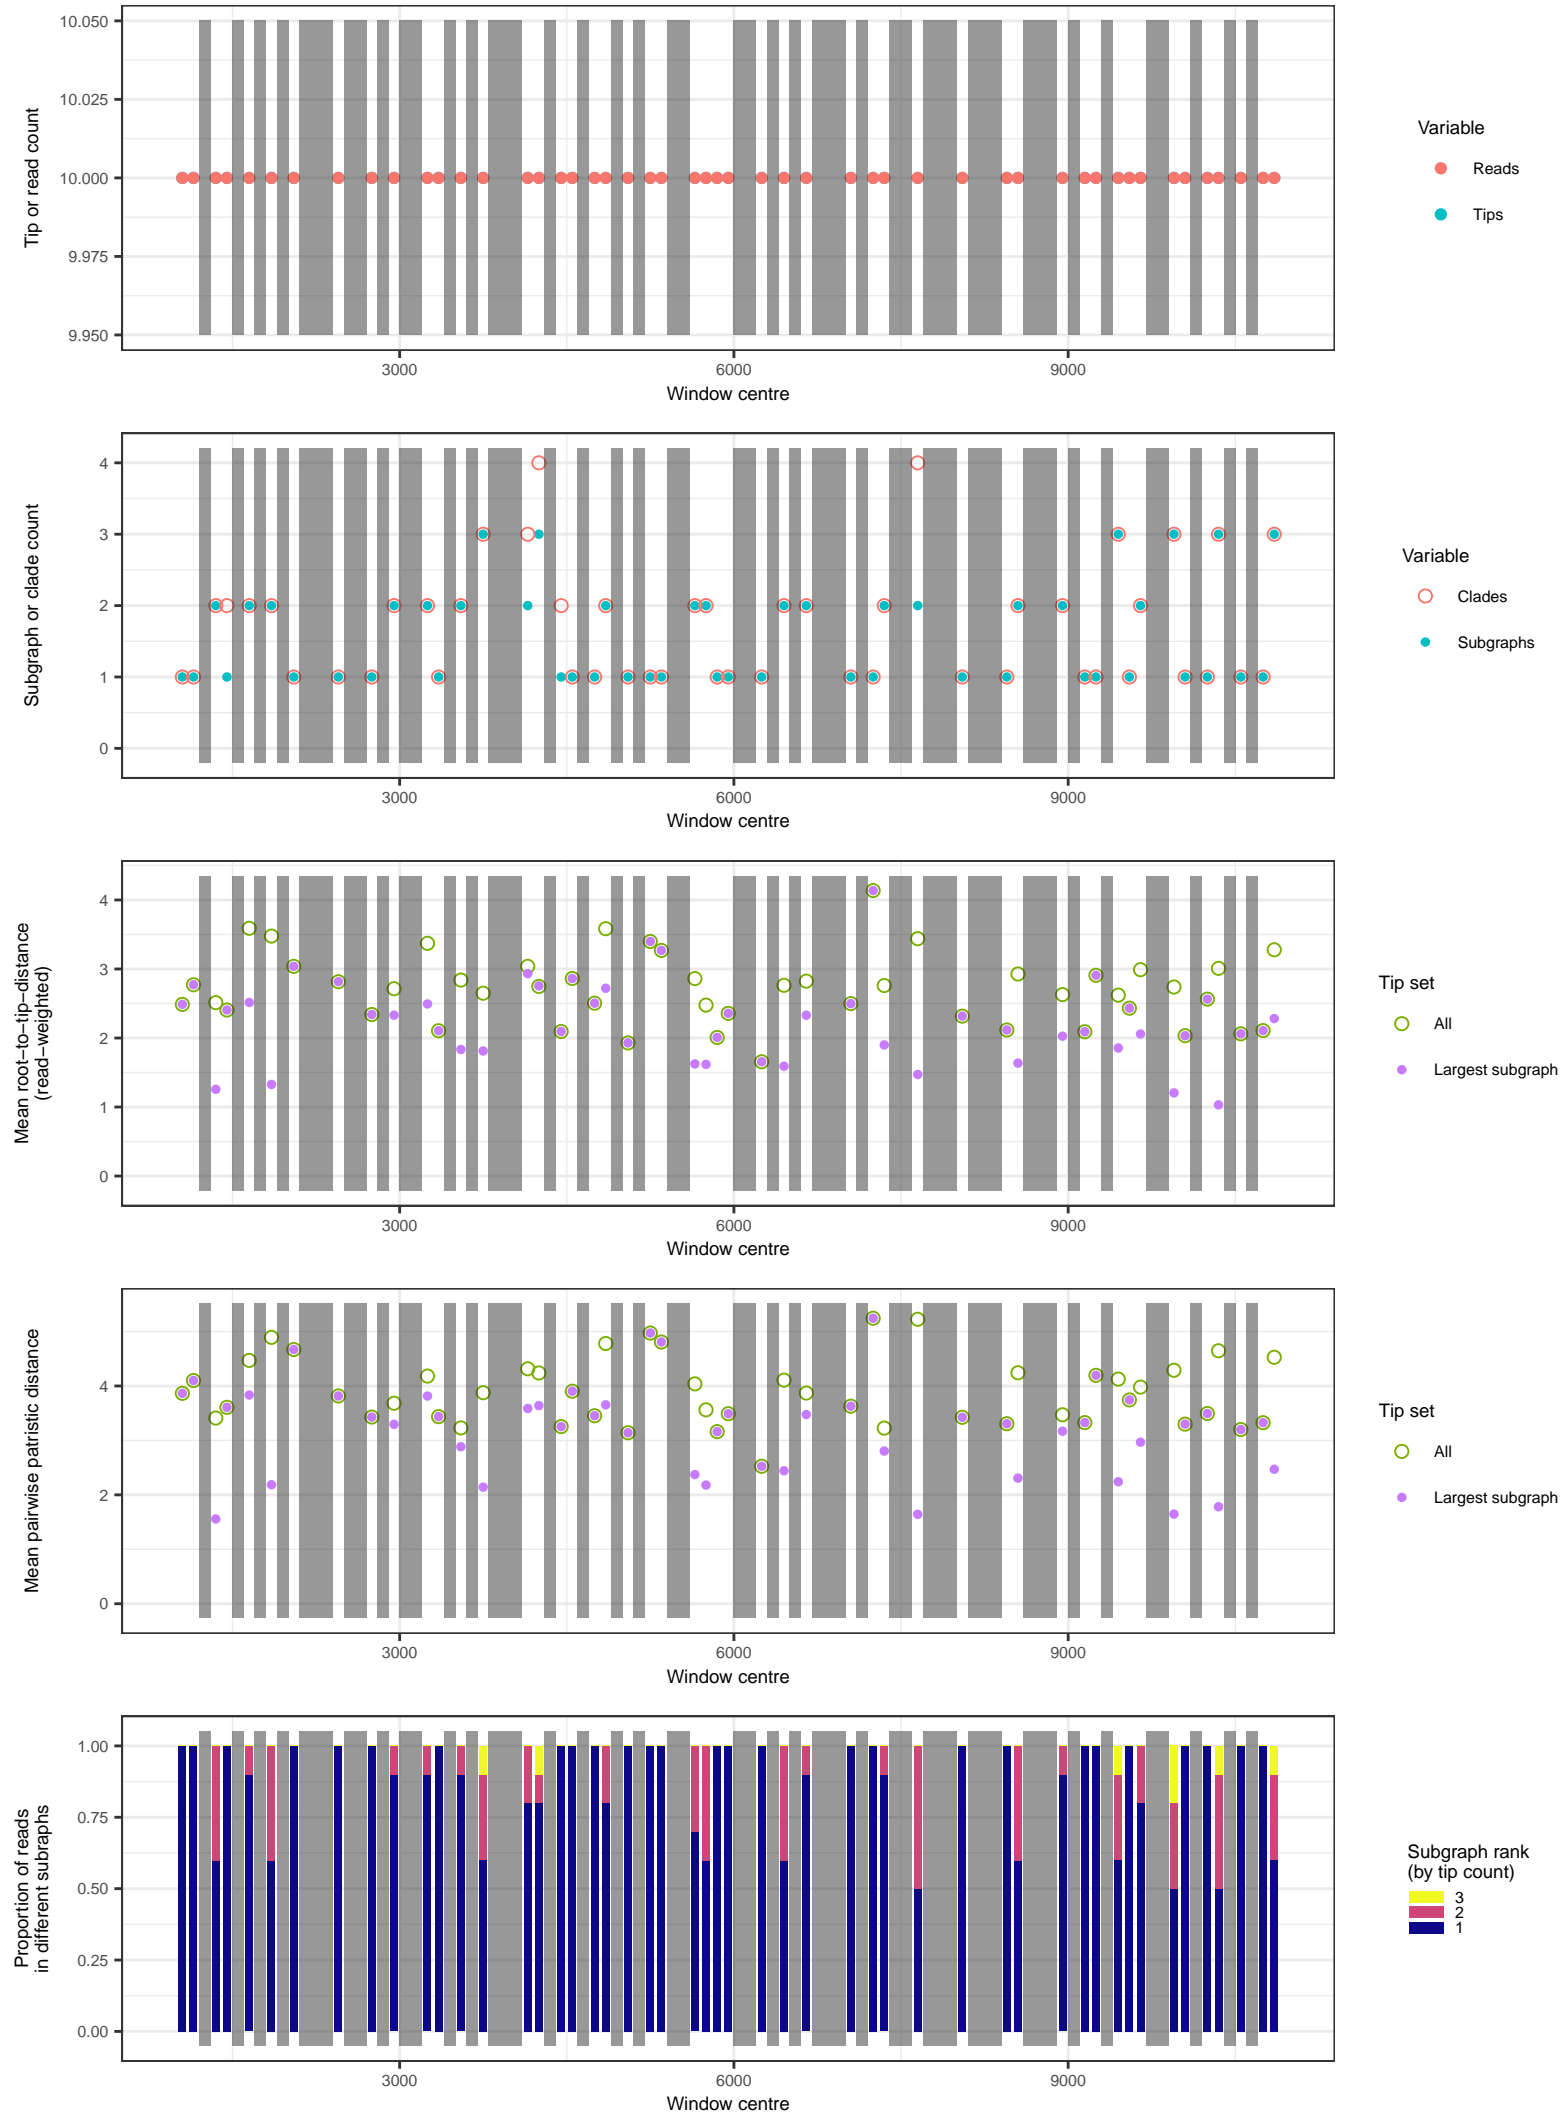 10.050
10.025
10.000
9.975
9.950
Tip or read count
3000 6000 9000
Window centre
Variable
Reads
Tips
4
3
2
1
0
Subgraph or clade count
3000 6000 9000
Window centre
Variable
Clades
Subgraphs
4
3
2
1
0
Mean root−to−tip−distance
(read−weighted)
3000 6000 9000
Window centre
Tip set
All
Largest subgraph
4
2
0
Mean pairwise patristic distance
3000 6000 9000
Window centre
Tip set
All
Largest subgraph
1.00
0.75
0.50
0.25
0.00
Proportion of reads
in different subraphs
3000 6000 9000
Window centre
Subgraph rank
(by tip count)
3
2
1